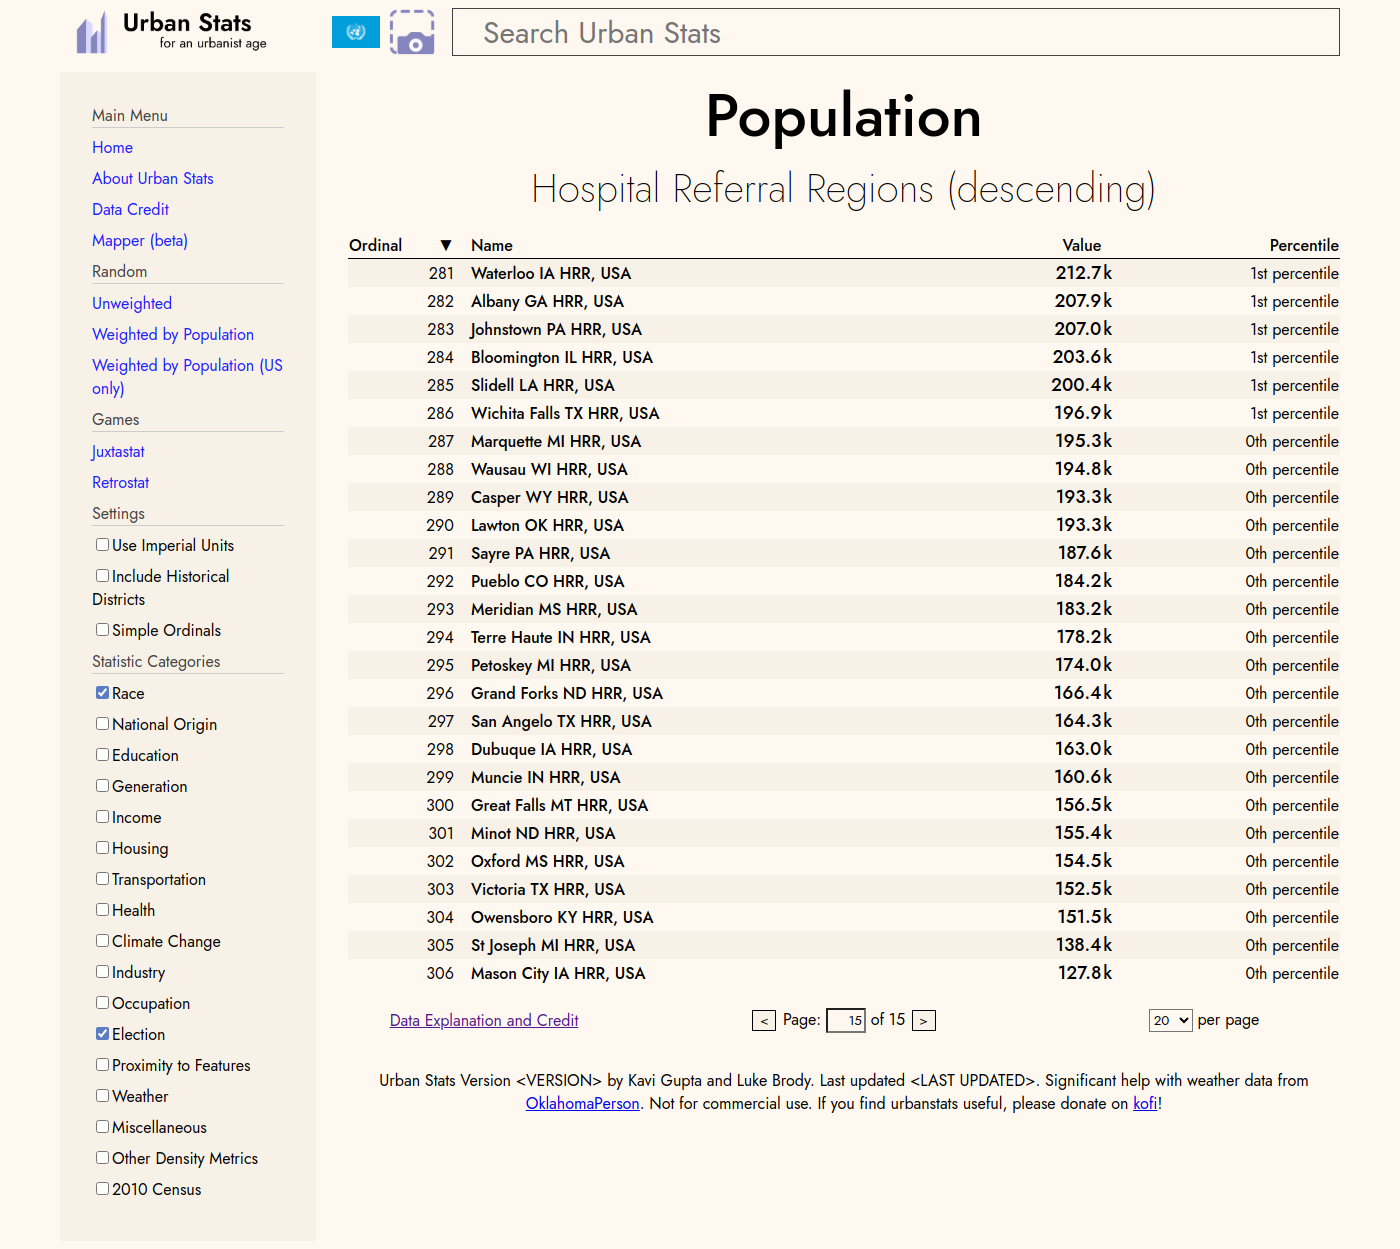 Urban Stats
for an urbanist age
Search Urban Stats
Main Menu
Home
About Urban Stats
Data Credit
Mapper (beta)
Random
Unweighted
Weighted by Population
Weighted by Population (US
only)
Games
Juxtastat
Retrostat
Settings
Use Imperial Units
Include Historical
Districts
Simple Ordinals
Statistic Categories
Race
National Origin
Education
Generation
Income
Housing
Transportation
Health
Climate Change
Industry
Occupation
Election
Proximity to Features
Weather
Miscellaneous
Other Density Metrics
2010 Census
Population
Hospital Referral Regions (descending)
Ordinal ▼ Name Value Percentile
281 Waterloo IA HRR, USA 212.7k 1st percentile
282 Albany GA HRR, USA 207.9k 1st percentile
283 Johnstown PA HRR, USA 207.0k 1st percentile
284 Bloomington IL HRR, USA 203.6k 1st percentile
285 Slidell LA HRR, USA 200.4k 1st percentile
286 Wichita Falls TX HRR, USA 196.9k 1st percentile
287 Marquette MI HRR, USA 195.3k 0th percentile
288 Wausau WI HRR, USA 194.8k 0th percentile
289 Casper WY HRR, USA 193.3k 0th percentile
290 Lawton OK HRR, USA 193.3k 0th percentile
291 Sayre PA HRR, USA 187.6k 0th percentile
292 Pueblo CO HRR, USA 184.2k 0th percentile
293 Meridian MS HRR, USA 183.2k 0th percentile
294 Terre Haute IN HRR, USA 178.2k 0th percentile
295 Petoskey MI HRR, USA 174.0k 0th percentile
296 Grand Forks ND HRR, USA 166.4k 0th percentile
297 San Angelo TX HRR, USA 164.3k 0th percentile
298 Dubuque IA HRR, USA 163.0k 0th percentile
299 Muncie IN HRR, USA 160.6k 0th percentile
300 Great Falls MT HRR, USA 156.5k 0th percentile
301 Minot ND HRR, USA 155.4k 0th percentile
302 Oxford MS HRR, USA 154.5k 0th percentile
303 Victoria TX HRR, USA 152.5k 0th percentile
304 Owensboro KY HRR, USA 151.5k 0th percentile
305 St Joseph MI HRR, USA 138.4k 0th percentile
306 Mason City IA HRR, USA 127.8k 0th percentile
Data Explanation and Credit < Page: 15 of 15 > 20 per page
Urban Stats Version <VERSION> by Kavi Gupta and Luke Brody. Last updated <LAST UPDATED>. Significant help with weather data from
OklahomaPerson. Not for commercial use. If you find urbanstats useful, please donate on kofi!